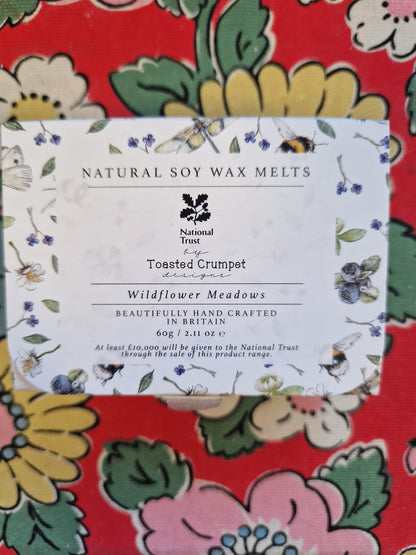 NATURAL SOY WAX MELTS
National
Trust
by
Toasted Crumpet
designs
Wildflower Meadows
BEAUTIFULLY HAND CRAFTED
IN BRITAIN
60g / 2.11 oz ℮
At least £10,000 will be given to the National Trust
through the sale of this product range.